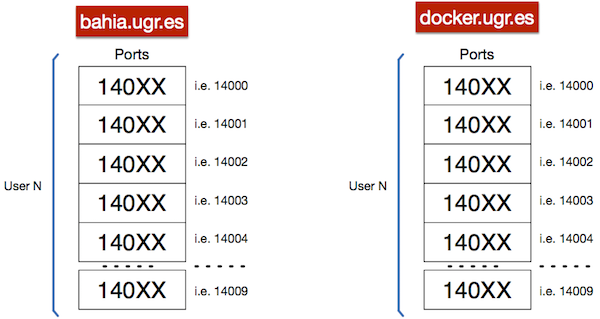 bahia.ugr.es
Ports
140XX i.e. 14000
140XX i.e. 14001
140XX i.e. 14002
User N
140XX i.e. 14003
140XX i.e. 14004
140XX i.e. 14009
docker.ugr.es
Ports
140XX i.e. 14000
140XX i.e. 14001
140XX i.e. 14002
User N
140XX i.e. 14003
140XX i.e. 14004
140XX i.e. 14009